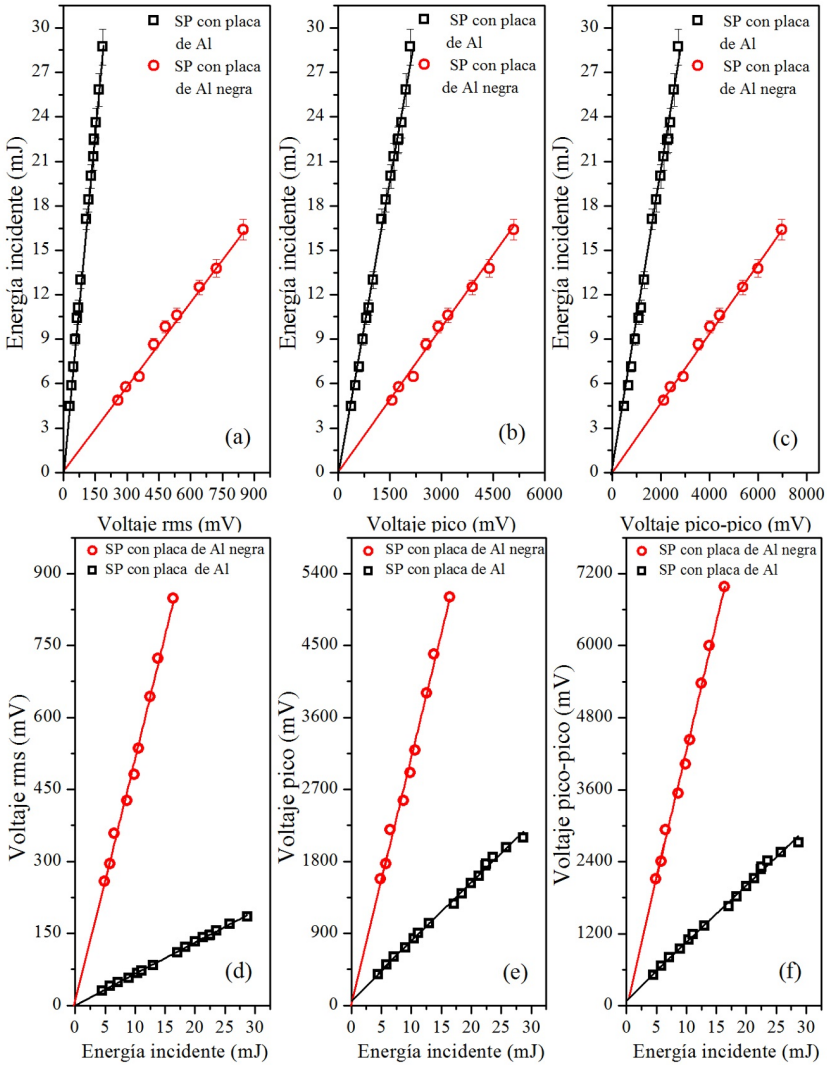 30
27
24
21
18
15
12
9
6
3
0
Energía incidente (mJ)
SP con placa
de Al
SP con placa
de Al negra
(a)
0 150 300 450 600 750 900
Voltaje rms (mV)
30
27
24
21
18
15
12
9
6
3
0
Energía incidente (mJ)
SP con placa
de Al
SP con placa
de Al negra
(b)
0 1500 3000 4500 6000
Voltaje pico (mV)
30
27
24
21
18
15
12
9
6
3
0
Energía incidente (mJ)
SP con placa
de Al
SP con placa
de Al negra
(c)
0 2000 4000 6000 8000
Voltaje pico-pico (mV)
900
750
600
450
300
150
0
Voltaje rms (mV)
SP con placa de Al negra
SP con placa de Al
(d)
0 5 10 15 20 25 30
Energía incidente (mJ)
5400
4500
3600
2700
1800
900
0
Voltaje pico (mV)
SP con placa de Al negra
SP con placa de Al
(e)
0 5 10 15 20 25 30
Energía incidente (mJ)
7200
6000
4800
3600
2400
1200
0
Voltaje pico-pico (mV)
SP con placa de Al negra
SP con placa de Al
(f)
0 5 10 15 20 25 30
Energía incidente (mJ)